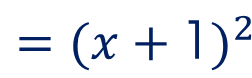 = (x + 1)²